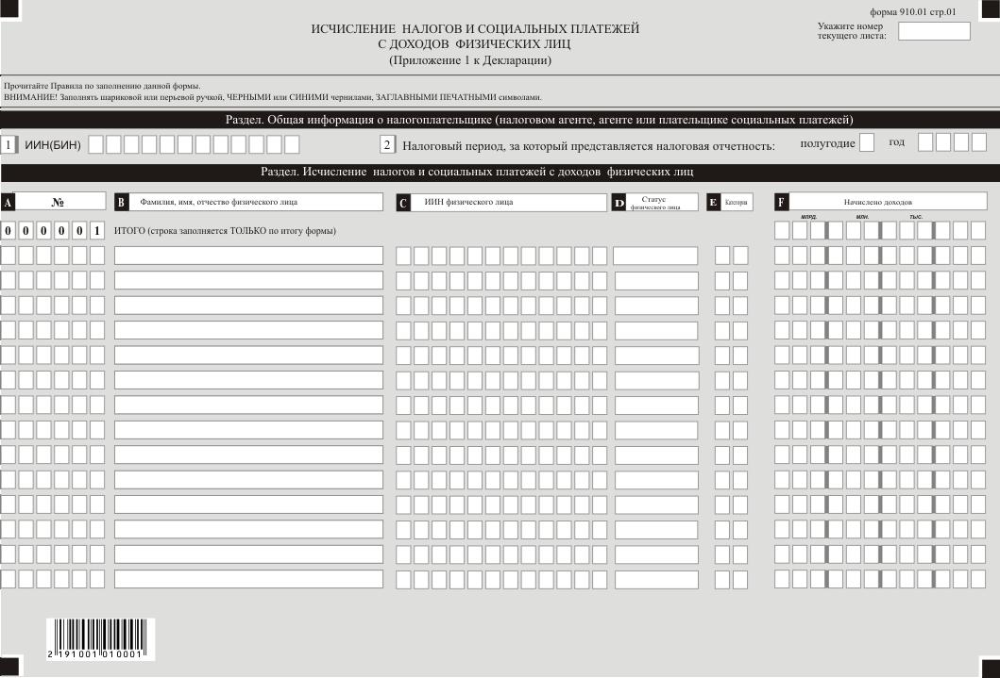 форма 910.01 стр.01
ИСЧИСЛЕНИЕ НАЛОГОВ И СОЦИАЛЬНЫХ ПЛАТЕЖЕЙ
С ДОХОДОВ ФИЗИЧЕСКИХ ЛИЦ
(Приложение 1 к Декларации)
Укажите номер
текущего листа:
Прочитайте Правила по заполнению данной формы.
ВНИМАНИЕ! Заполнять шариковой или перьевой ручкой, ЧЕРНЫМИ или СИНИМИ чернилами, ЗАГЛАВНЫМИ ПЕЧАТНЫМИ символами.
Раздел. Общая информация о налогоплательщике (налоговом агенте, агенте или плательщике социальных платежей)
1 ИИН(БИН) 2 Налоговый период, за который представляется налоговая отчетность: полугодие год
Раздел. Исчисление налогов и социальных платежей с доходов физических лиц
A № B Фамилия, имя, отчество физического лица C ИИН физического лица D Статус физического лица E Категория F Начислено доходов
млрд. млн. тыс.
0 0 0 0 0 1 ИТОГО (строка заполняется ТОЛЬКО по итогу формы)
2 191001 010001